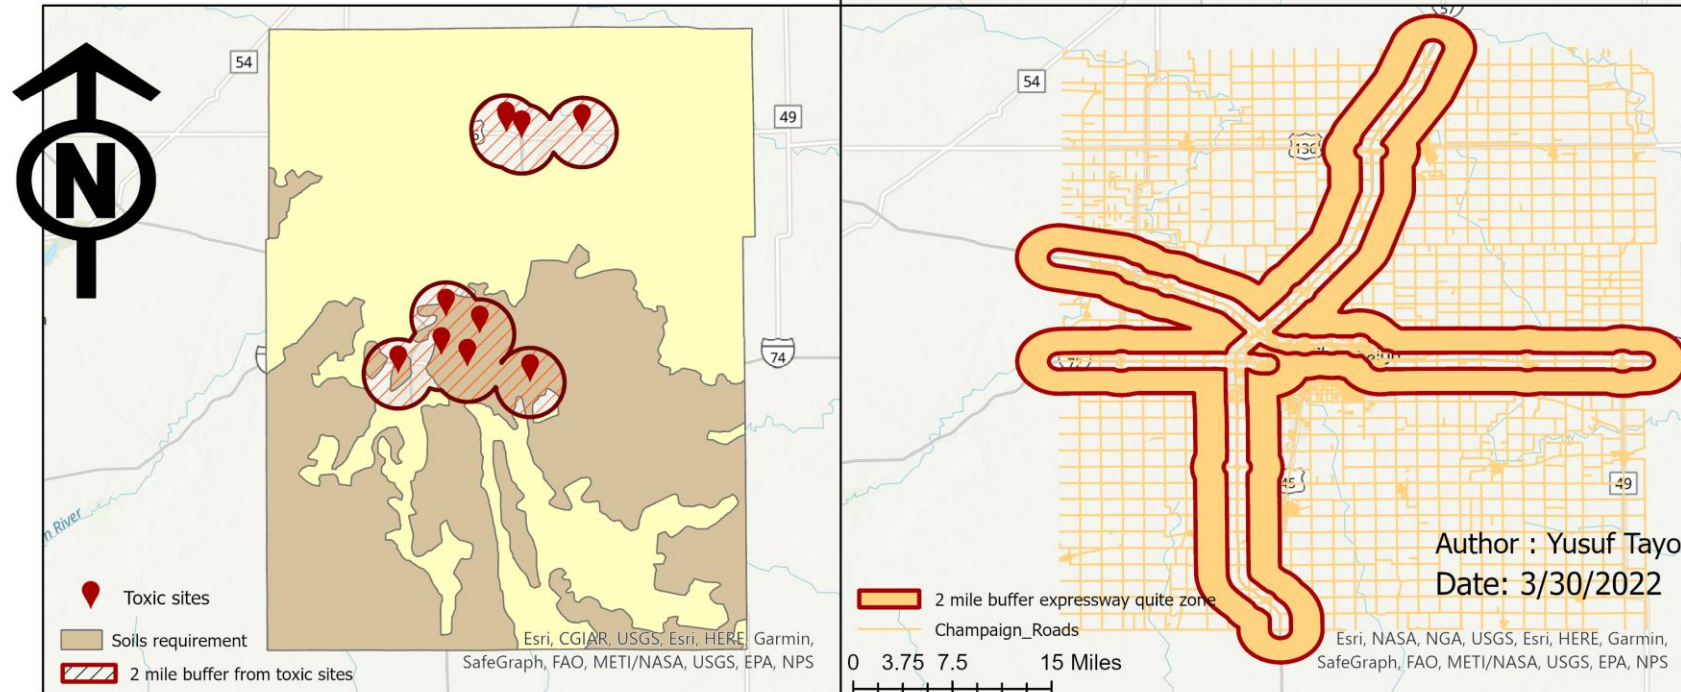 N
54
49
74
Toxic sites
Soils requirement
2 mile buffer from toxic sites
Esri, CGIAR, USGS, Esri, HERE, Garmin,
SafeGraph, FAO, METI/NASA, USGS, EPA, NPS
River
57
54
136
72
45
49
Author : Yusuf Tayo
Date: 3/30/2022
2 mile buffer expressway quite zone
Champaign_Roads
0 3.75 7.5 15 Miles
Esri, NASA, NGA, USGS, Esri, HERE, Garmin,
SafeGraph, FAO, METI/NASA, USGS, EPA, NPS